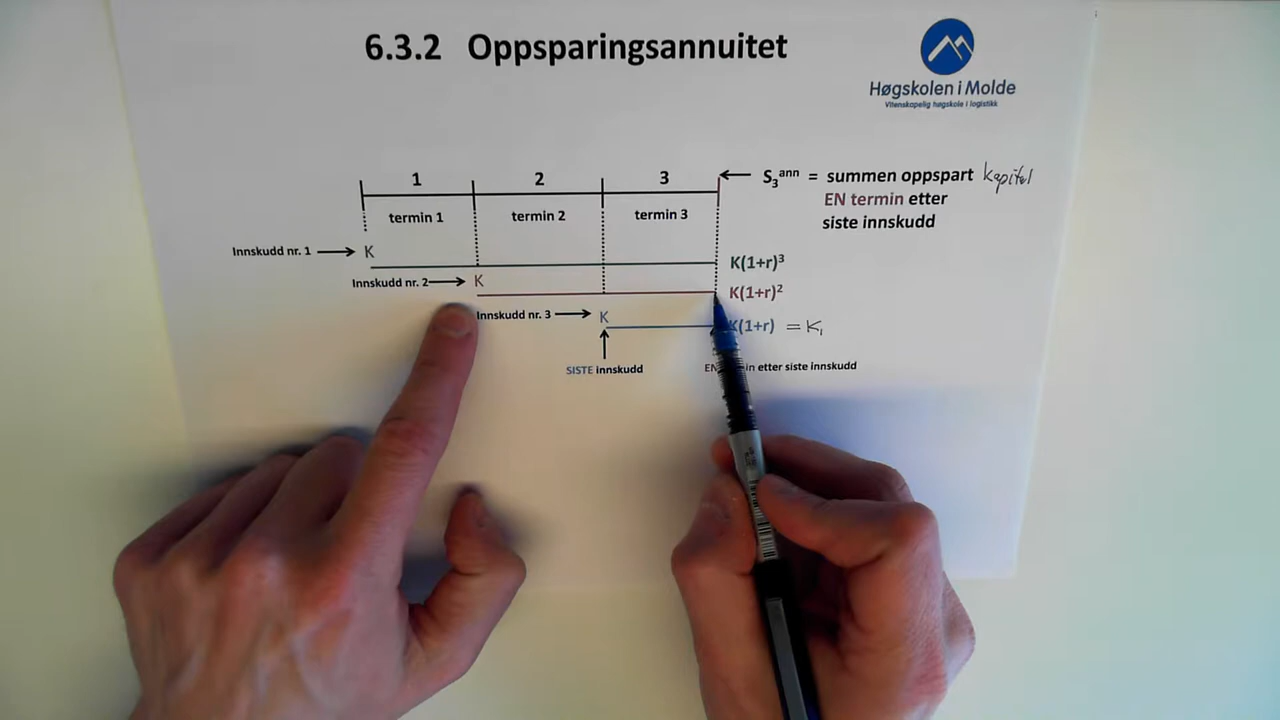 6.3.2 Oppsparingsannuitet
Høgskolen i Molde
Vitenskapelig høgskole i logistikk
1 2 3
← S₃ᵃⁿⁿ = summen oppspart kapital
EN termin etter
siste innskudd
termin 1 termin 2 termin 3
Innskudd nr. 1 → K
K(1+r)³
Innskudd nr. 2 → K
K(1+r)²
Innskudd nr. 3 → K
K(1+r) = K₁
SISTE innskudd
etter siste innskudd